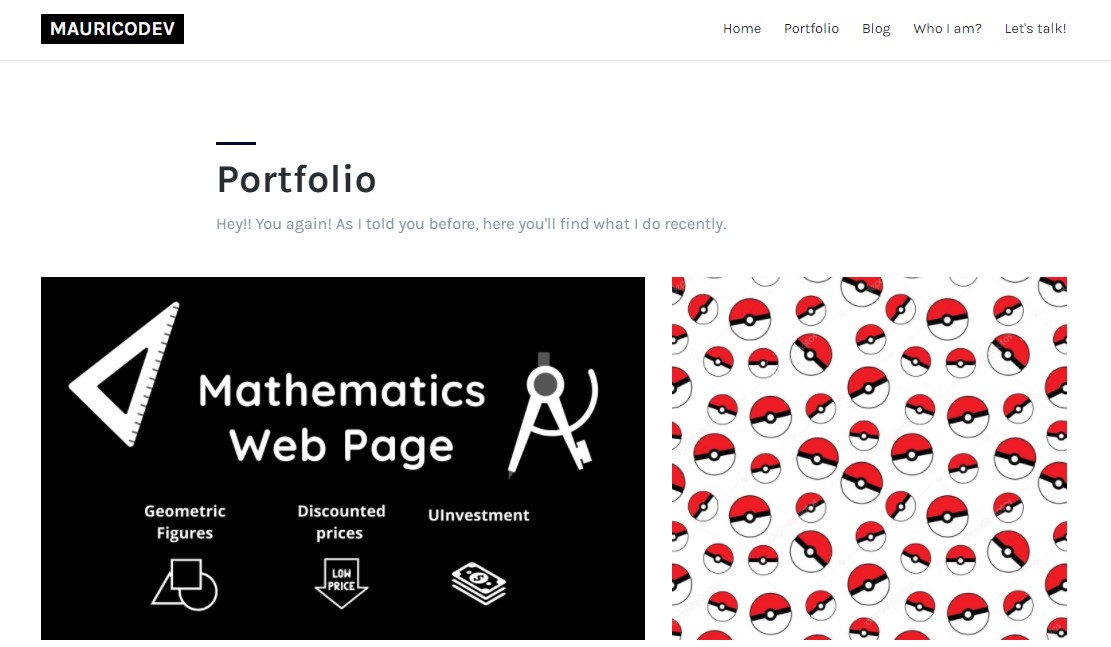 MAURICODEV
Home Portfolio Blog Who I am? Let's talk!
Portfolio
Hey!! You again! As I told you before, here you'll find what I do recently.
Mathematics
Web Page
Geometric
Figures
Discounted
prices
UInvestment
LOW
PRICE